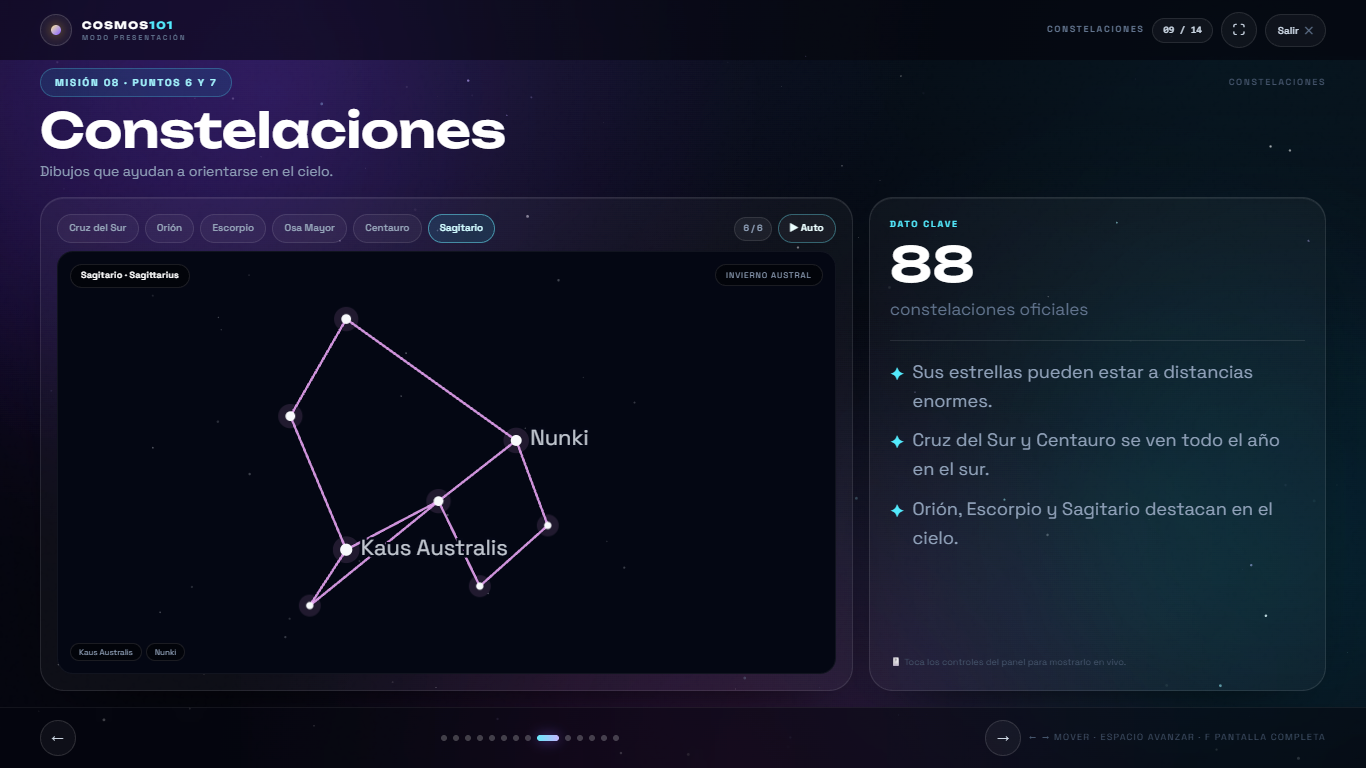 COSMOS101
MODO PRESENTACIÓN
CONSTELACIONES
09 / 14
Salir ✕
MISIÓN 08 · PUNTOS 6 Y 7
CONSTELACIONES
Constelaciones
Dibujos que ayudan a orientarse en el cielo.
Cruz del Sur
Orión
Escorpio
Osa Mayor
Centauro
Sagitario
6/6
▶ Auto
Sagitario · Sagittarius
INVIERNO AUSTRAL
Nunki
Kaus Australis
Kaus Australis
Nunki
DATO CLAVE
88
constelaciones oficiales
✦ Sus estrellas pueden estar a distancias
enormes.
✦ Cruz del Sur y Centauro se ven todo el año
en el sur.
✦ Orión, Escorpio y Sagitario destacan en el
cielo.
Toca los controles del panel para mostrarlo en vivo.
←
→
← → MOVER · ESPACIO AVANZAR · F PANTALLA COMPLETA